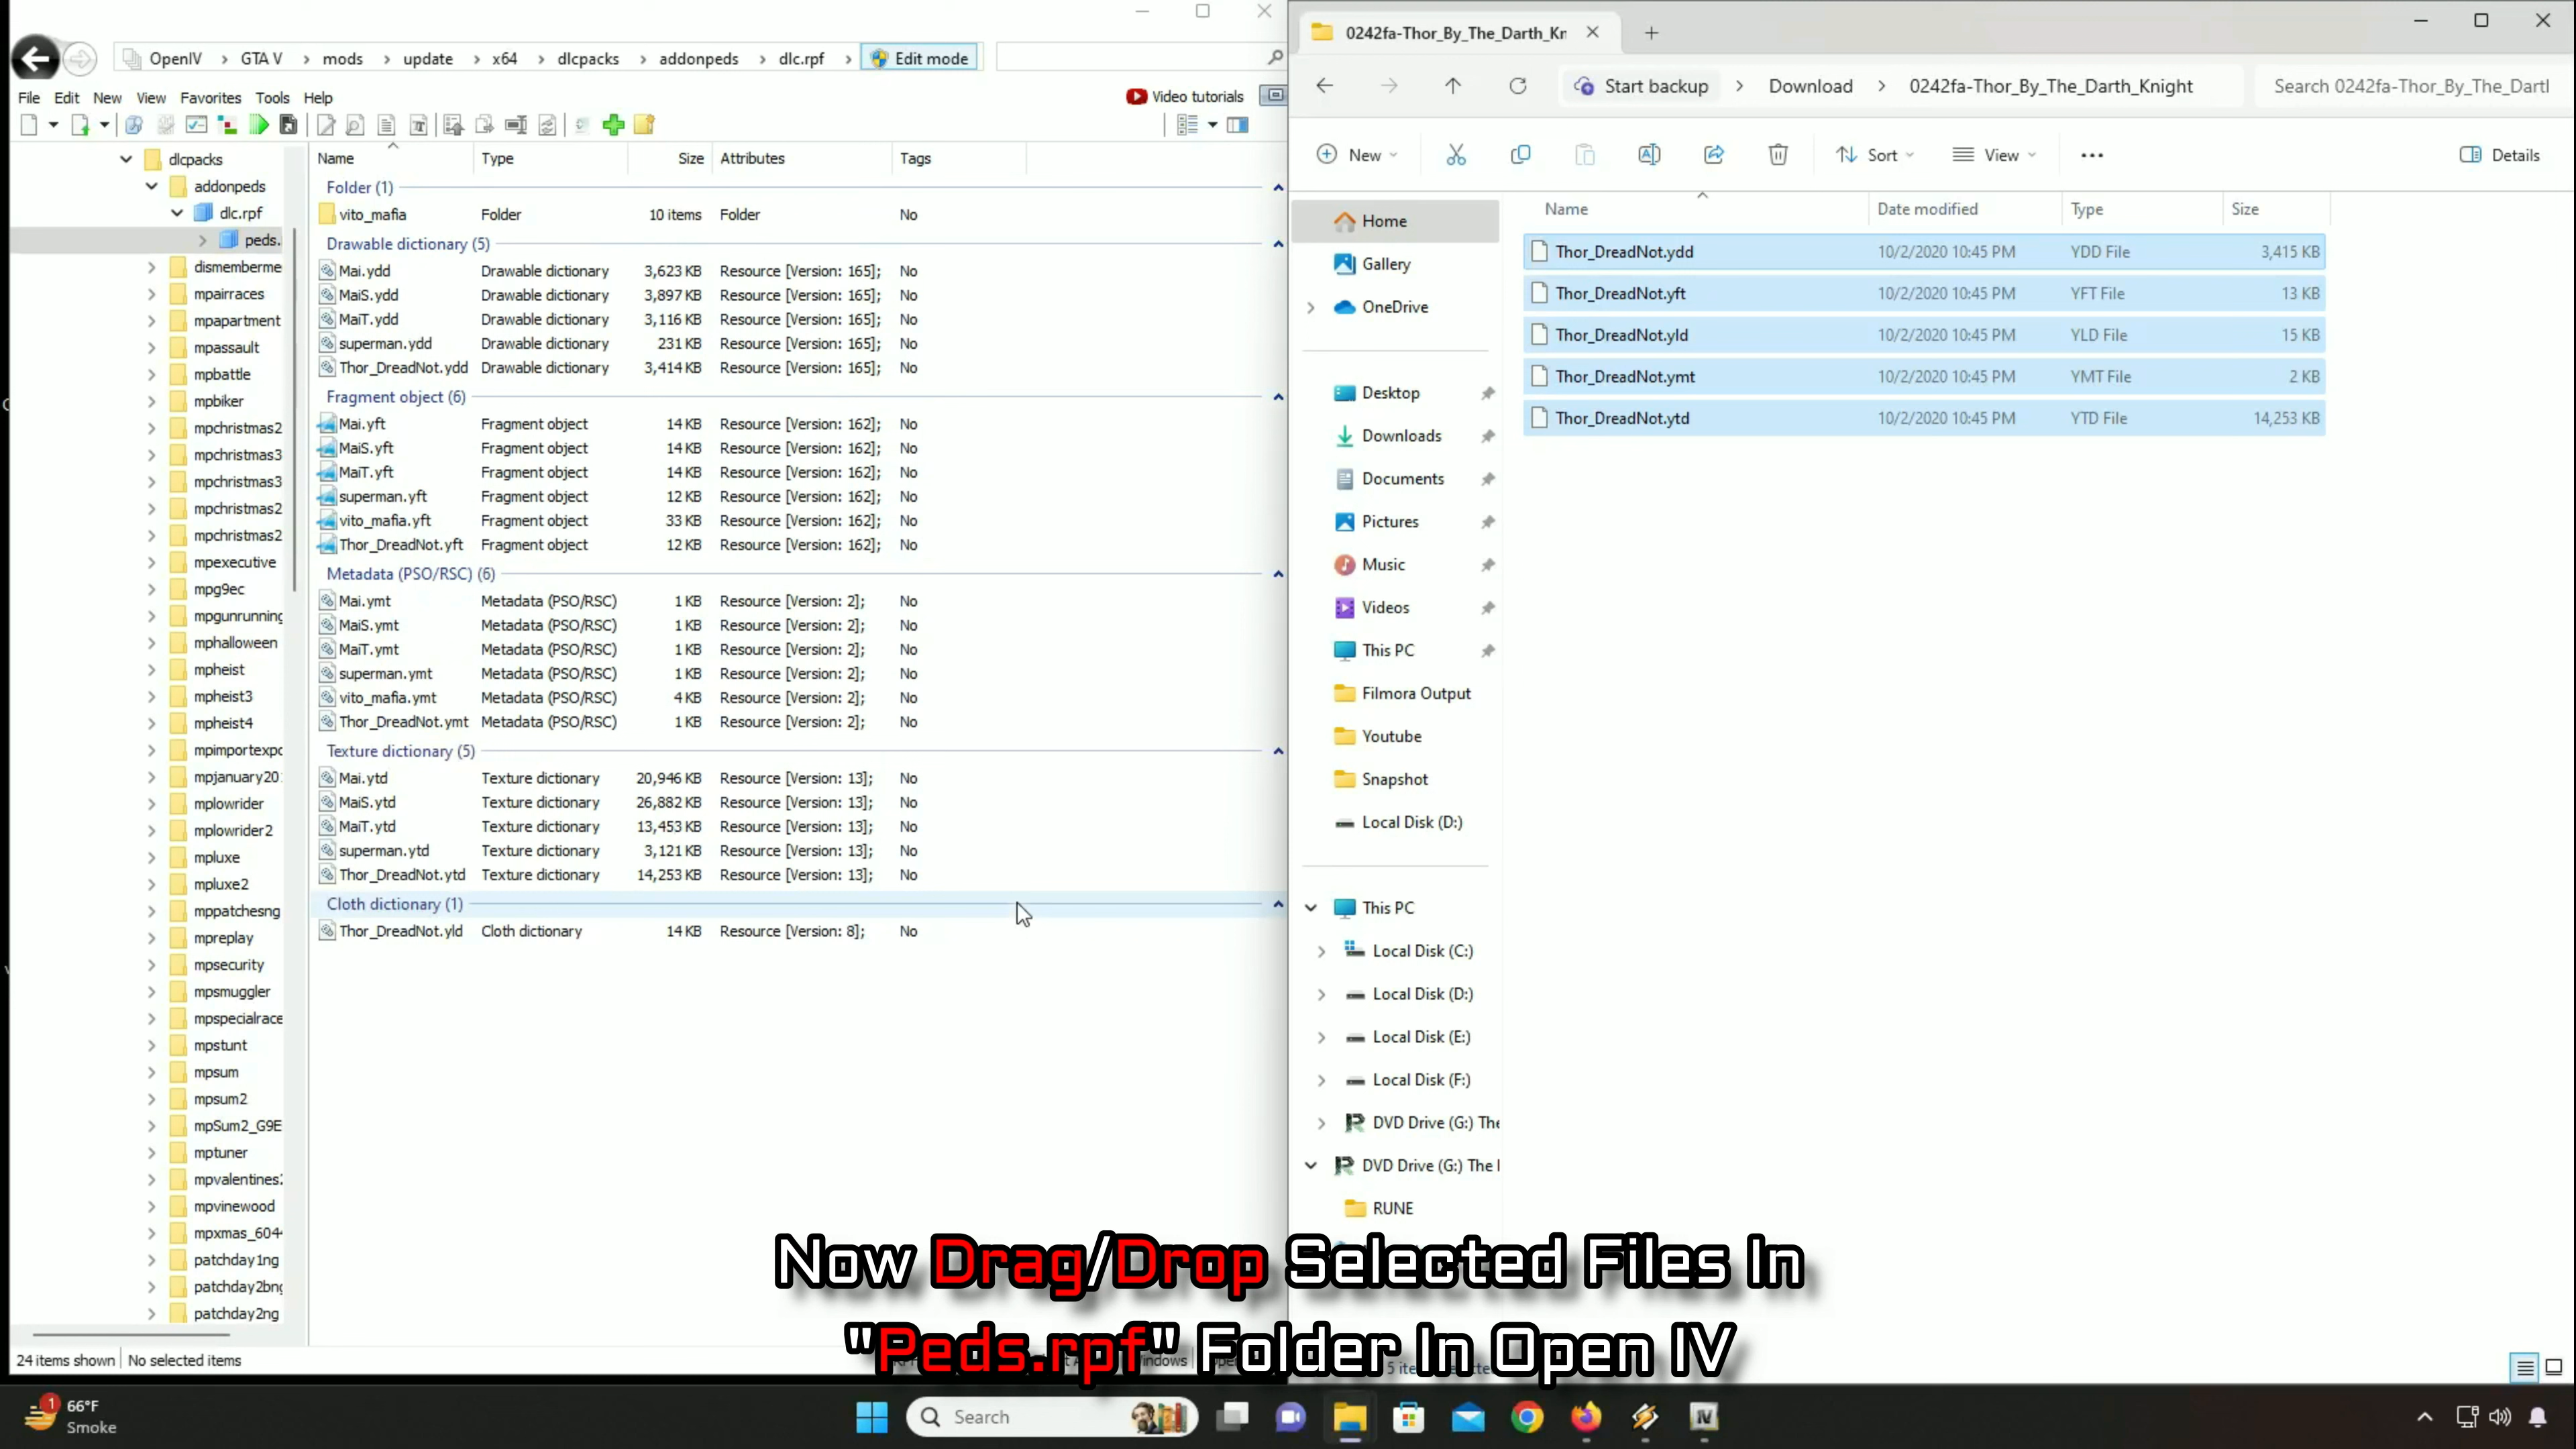 OpenIV GTA V mods update x64 dlcpacks addonpeds dlc.rpf Edit mode
File Edit New View Favorites Tools Help
Video tutorials
dlcpacks
addonpeds
dlc.rpf
peds.
dismemberme
mpairraces
mpapartment
mpassault
mpbattle
mpbiker
mpchristmas2
mpchristmas3
mpchristmas3
mpchristmas2
mpchristmas2
mpexecutive
mpg9ec
mpgunrunning
mphalloween
mpheist
mpheist3
mpheist4
mpimportexpo
mpjanuary20
mplowrider
mplowrider2
mpluxe
mpluxe2
mppatchesng
mpreplay
mpsecurity
mpsmuggler
mpspecialrace
mpstunt
mpsum
mpsum2
mpSum2_G9E
mptuner
mpvalentines2
mpvinewood
mpxmas_6044
patchday1ng
patchday2bng
patchday2ng
Name Type Size Attributes Tags
Folder (1)
vito_mafia Folder 10 items Folder No
Drawable dictionary (5)
Mai.ydd Drawable dictionary 3,623 KB Resource [Version: 165]; No
MaiS.ydd Drawable dictionary 3,897 KB Resource [Version: 165]; No
MaiT.ydd Drawable dictionary 3,116 KB Resource [Version: 165]; No
superman.ydd Drawable dictionary 231 KB Resource [Version: 165]; No
Thor_DreadNot.ydd Drawable dictionary 3,414 KB Resource [Version: 165]; No
Fragment object (6)
Mai.yft Fragment object 14 KB Resource [Version: 162]; No
MaiS.yft Fragment object 14 KB Resource [Version: 162]; No
MaiT.yft Fragment object 14 KB Resource [Version: 162]; No
superman.yft Fragment object 12 KB Resource [Version: 162]; No
vito_mafia.yft Fragment object 33 KB Resource [Version: 162]; No
Thor_DreadNot.yft Fragment object 12 KB Resource [Version: 162]; No
Metadata (PSO/RSC) (6)
Mai.ymt Metadata (PSO/RSC) 1 KB Resource [Version: 2]; No
MaiS.ymt Metadata (PSO/RSC) 1 KB Resource [Version: 2]; No
MaiT.ymt Metadata (PSO/RSC) 1 KB Resource [Version: 2]; No
superman.ymt Metadata (PSO/RSC) 1 KB Resource [Version: 2]; No
vito_mafia.ymt Metadata (PSO/RSC) 4 KB Resource [Version: 2]; No
Thor_DreadNot.ymt Metadata (PSO/RSC) 1 KB Resource [Version: 2]; No
Texture dictionary (5)
Mai.ytd Texture dictionary 20,946 KB Resource [Version: 13]; No
MaiS.ytd Texture dictionary 26,882 KB Resource [Version: 13]; No
MaiT.ytd Texture dictionary 13,453 KB Resource [Version: 13]; No
superman.ytd Texture dictionary 3,121 KB Resource [Version: 13]; No
Thor_DreadNot.ytd Texture dictionary 14,253 KB Resource [Version: 13]; No
Cloth dictionary (1)
Thor_DreadNot.yld Cloth dictionary 14 KB Resource [Version: 8]; No
24 items shown No selected items
0242fa-Thor_By_The_Darth_Kn
Start backup Download 0242fa-Thor_By_The_Darth_Knight Search 0242fa-Thor_By_The_Dartl
New Sort View Details
Home
Gallery
OneDrive
Desktop
Downloads
Documents
Pictures
Music
Videos
This PC
Filmora Output
Youtube
Snapshot
Local Disk (D:)
This PC
Local Disk (C:)
Local Disk (D:)
Local Disk (E:)
Local Disk (F:)
DVD Drive (G:) The
DVD Drive (G:) The
RUNE
Name Date modified Type Size
Thor_DreadNot.ydd 10/2/2020 10:45 PM YDD File 3,415 KB
Thor_DreadNot.yft 10/2/2020 10:45 PM YFT File 13 KB
Thor_DreadNot.yld 10/2/2020 10:45 PM YLD File 15 KB
Thor_DreadNot.ymt 10/2/2020 10:45 PM YMT File 2 KB
Thor_DreadNot.ytd 10/2/2020 10:45 PM YTD File 14,253 KB
Now Drag/Drop Selected Files In
"Peds.rpf" Folder In Open IV
1 66°F
Smoke
Search
IV